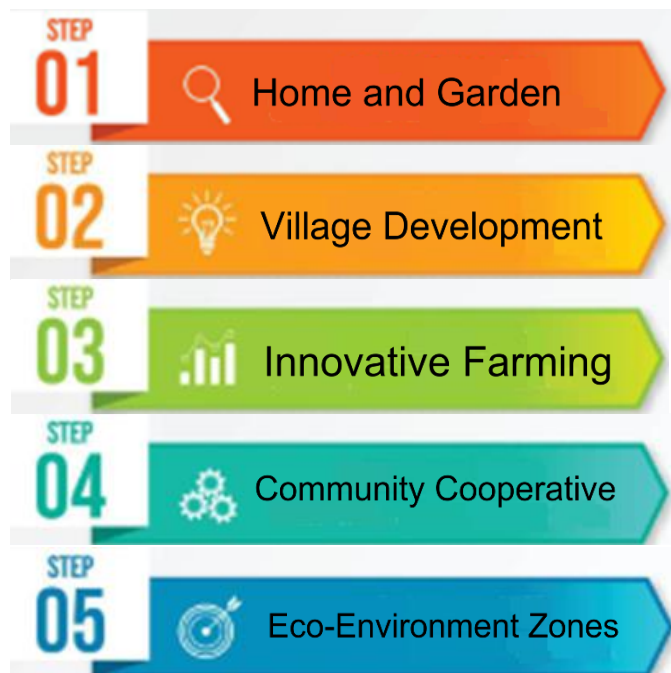 STEP
01
Home and Garden
STEP
02
Village Development
STEP
03
Innovative Farming
STEP
04
Community Cooperative
STEP
05
Eco-Environment Zones